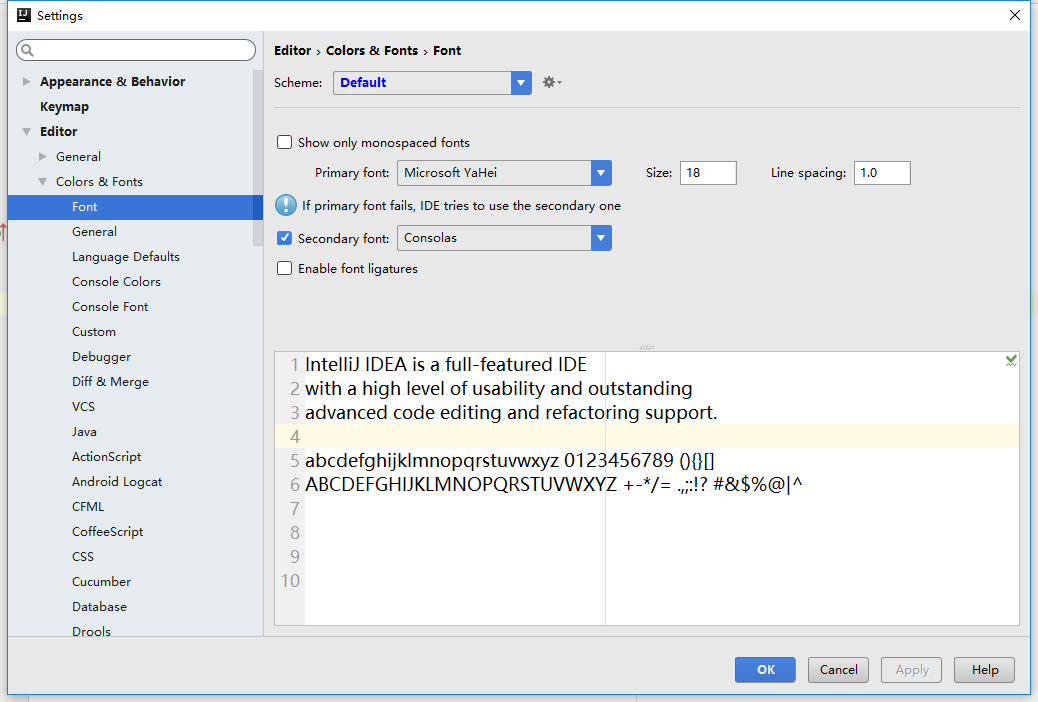 Settings
Editor › Colors & Fonts › Font
Scheme: Default
Appearance & Behavior
Keymap
Editor
General
Colors & Fonts
Font
General
Language Defaults
Console Colors
Console Font
Custom
Debugger
Diff & Merge
VCS
Java
ActionScript
Android Logcat
CFML
CoffeeScript
CSS
Cucumber
Database
Drools
Show only monospaced fonts
Primary font: Microsoft YaHei Size: 18 Line spacing: 1.0
If primary font fails, IDE tries to use the secondary one
Secondary font: Consolas
Enable font ligatures
1 IntelliJ IDEA is a full-featured IDE
2 with a high level of usability and outstanding
3 advanced code editing and refactoring support.
4
5 abcdefghijklmnopqrstuvwxyz 0123456789 (){}[]
6 ABCDEFGHIJKLMNOPQRSTUVWXYZ +-*/= .,;:!? #&$%@|^
7
8
9
10
OK Cancel Apply Help